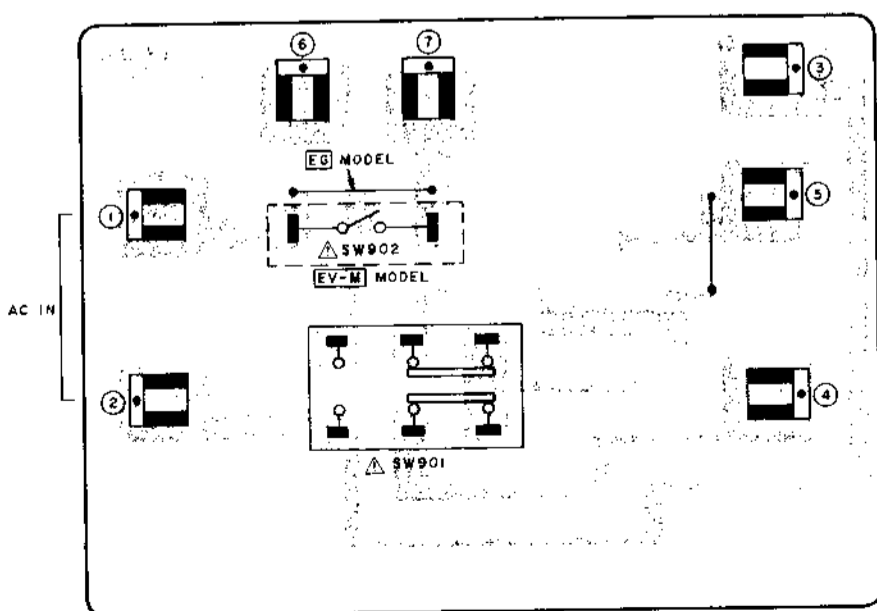 ⑥ ⑦
③
EG MODEL
① ⑤
⚠ SW902
EV-M MODEL
AC IN
② ④
⚠ SW901